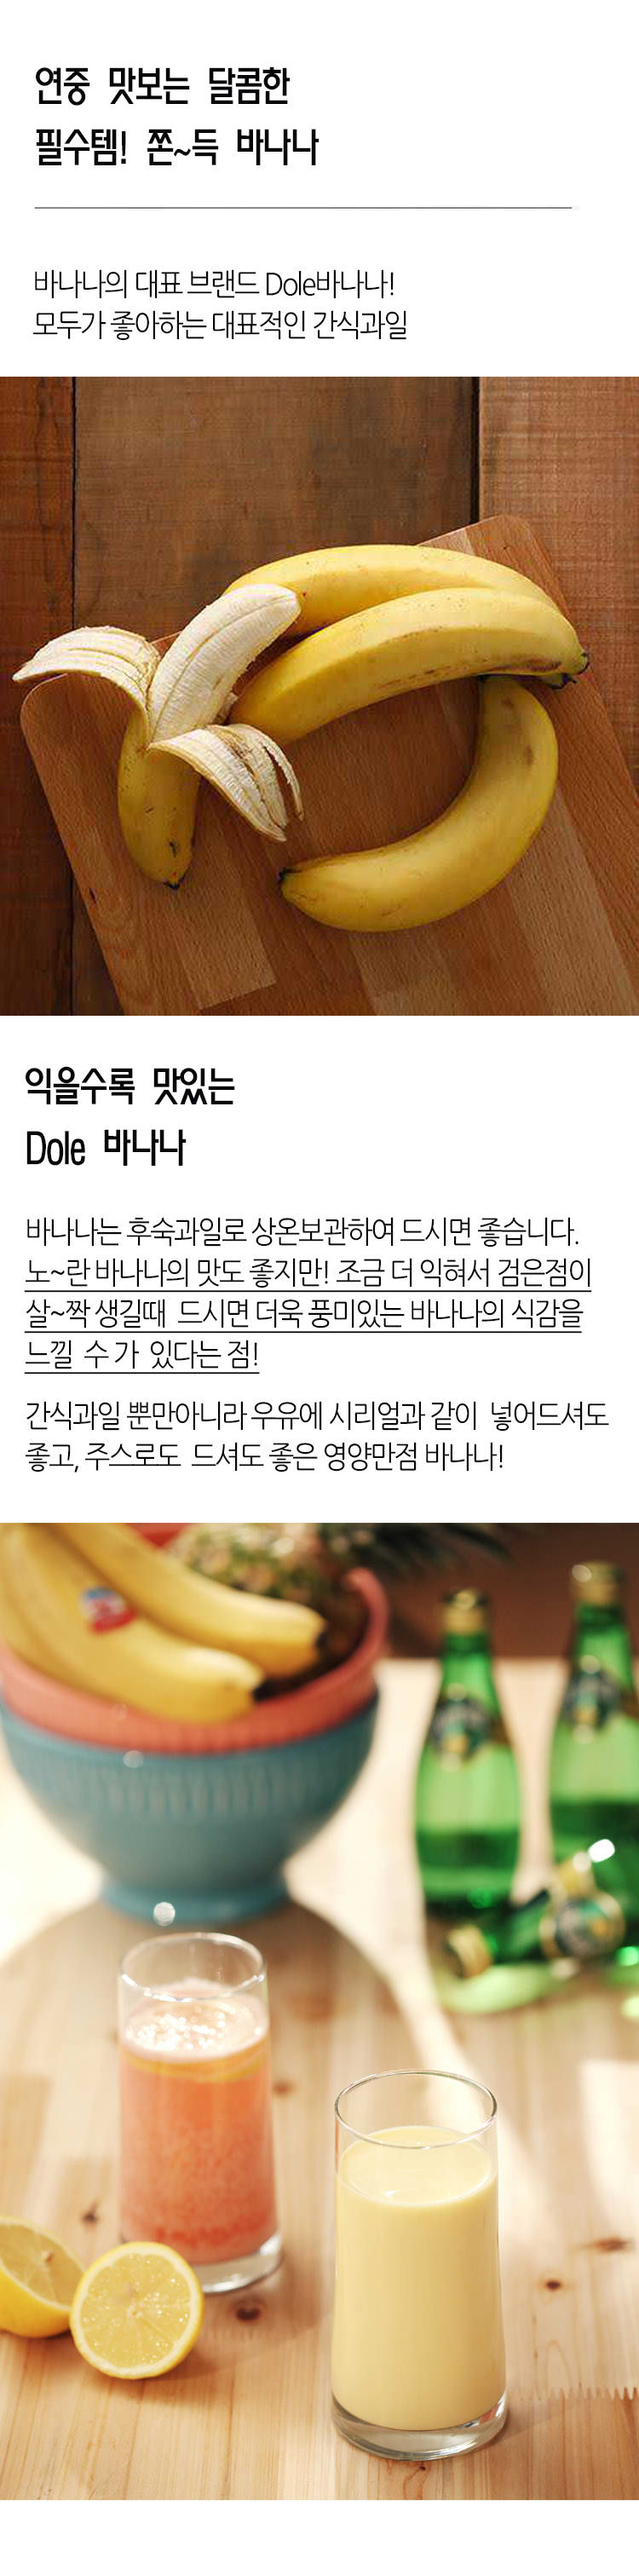 연중 맛보는 달콤한
필수템! 쫀~득 바나나
바나나의 대표 브랜드 Dole바나나!
모두가 좋아하는 대표적인 간식과일
익을수록 맛있는
Dole 바나나
바나나는 후숙과일로 상온보관하여 드시면 좋습니다.
노~란 바나나의 맛도 좋지만! 조금 더 익혀서 검은점이
살~짝 생길때 드시면 더욱 풍미있는 바나나의 식감을
느낄 수 가 있다는 점!
간식과일 뿐만아니라 우유에 시리얼과 같이 넣어드셔도
좋고, 주스로도 드셔도 좋은 영양만점 바나나!